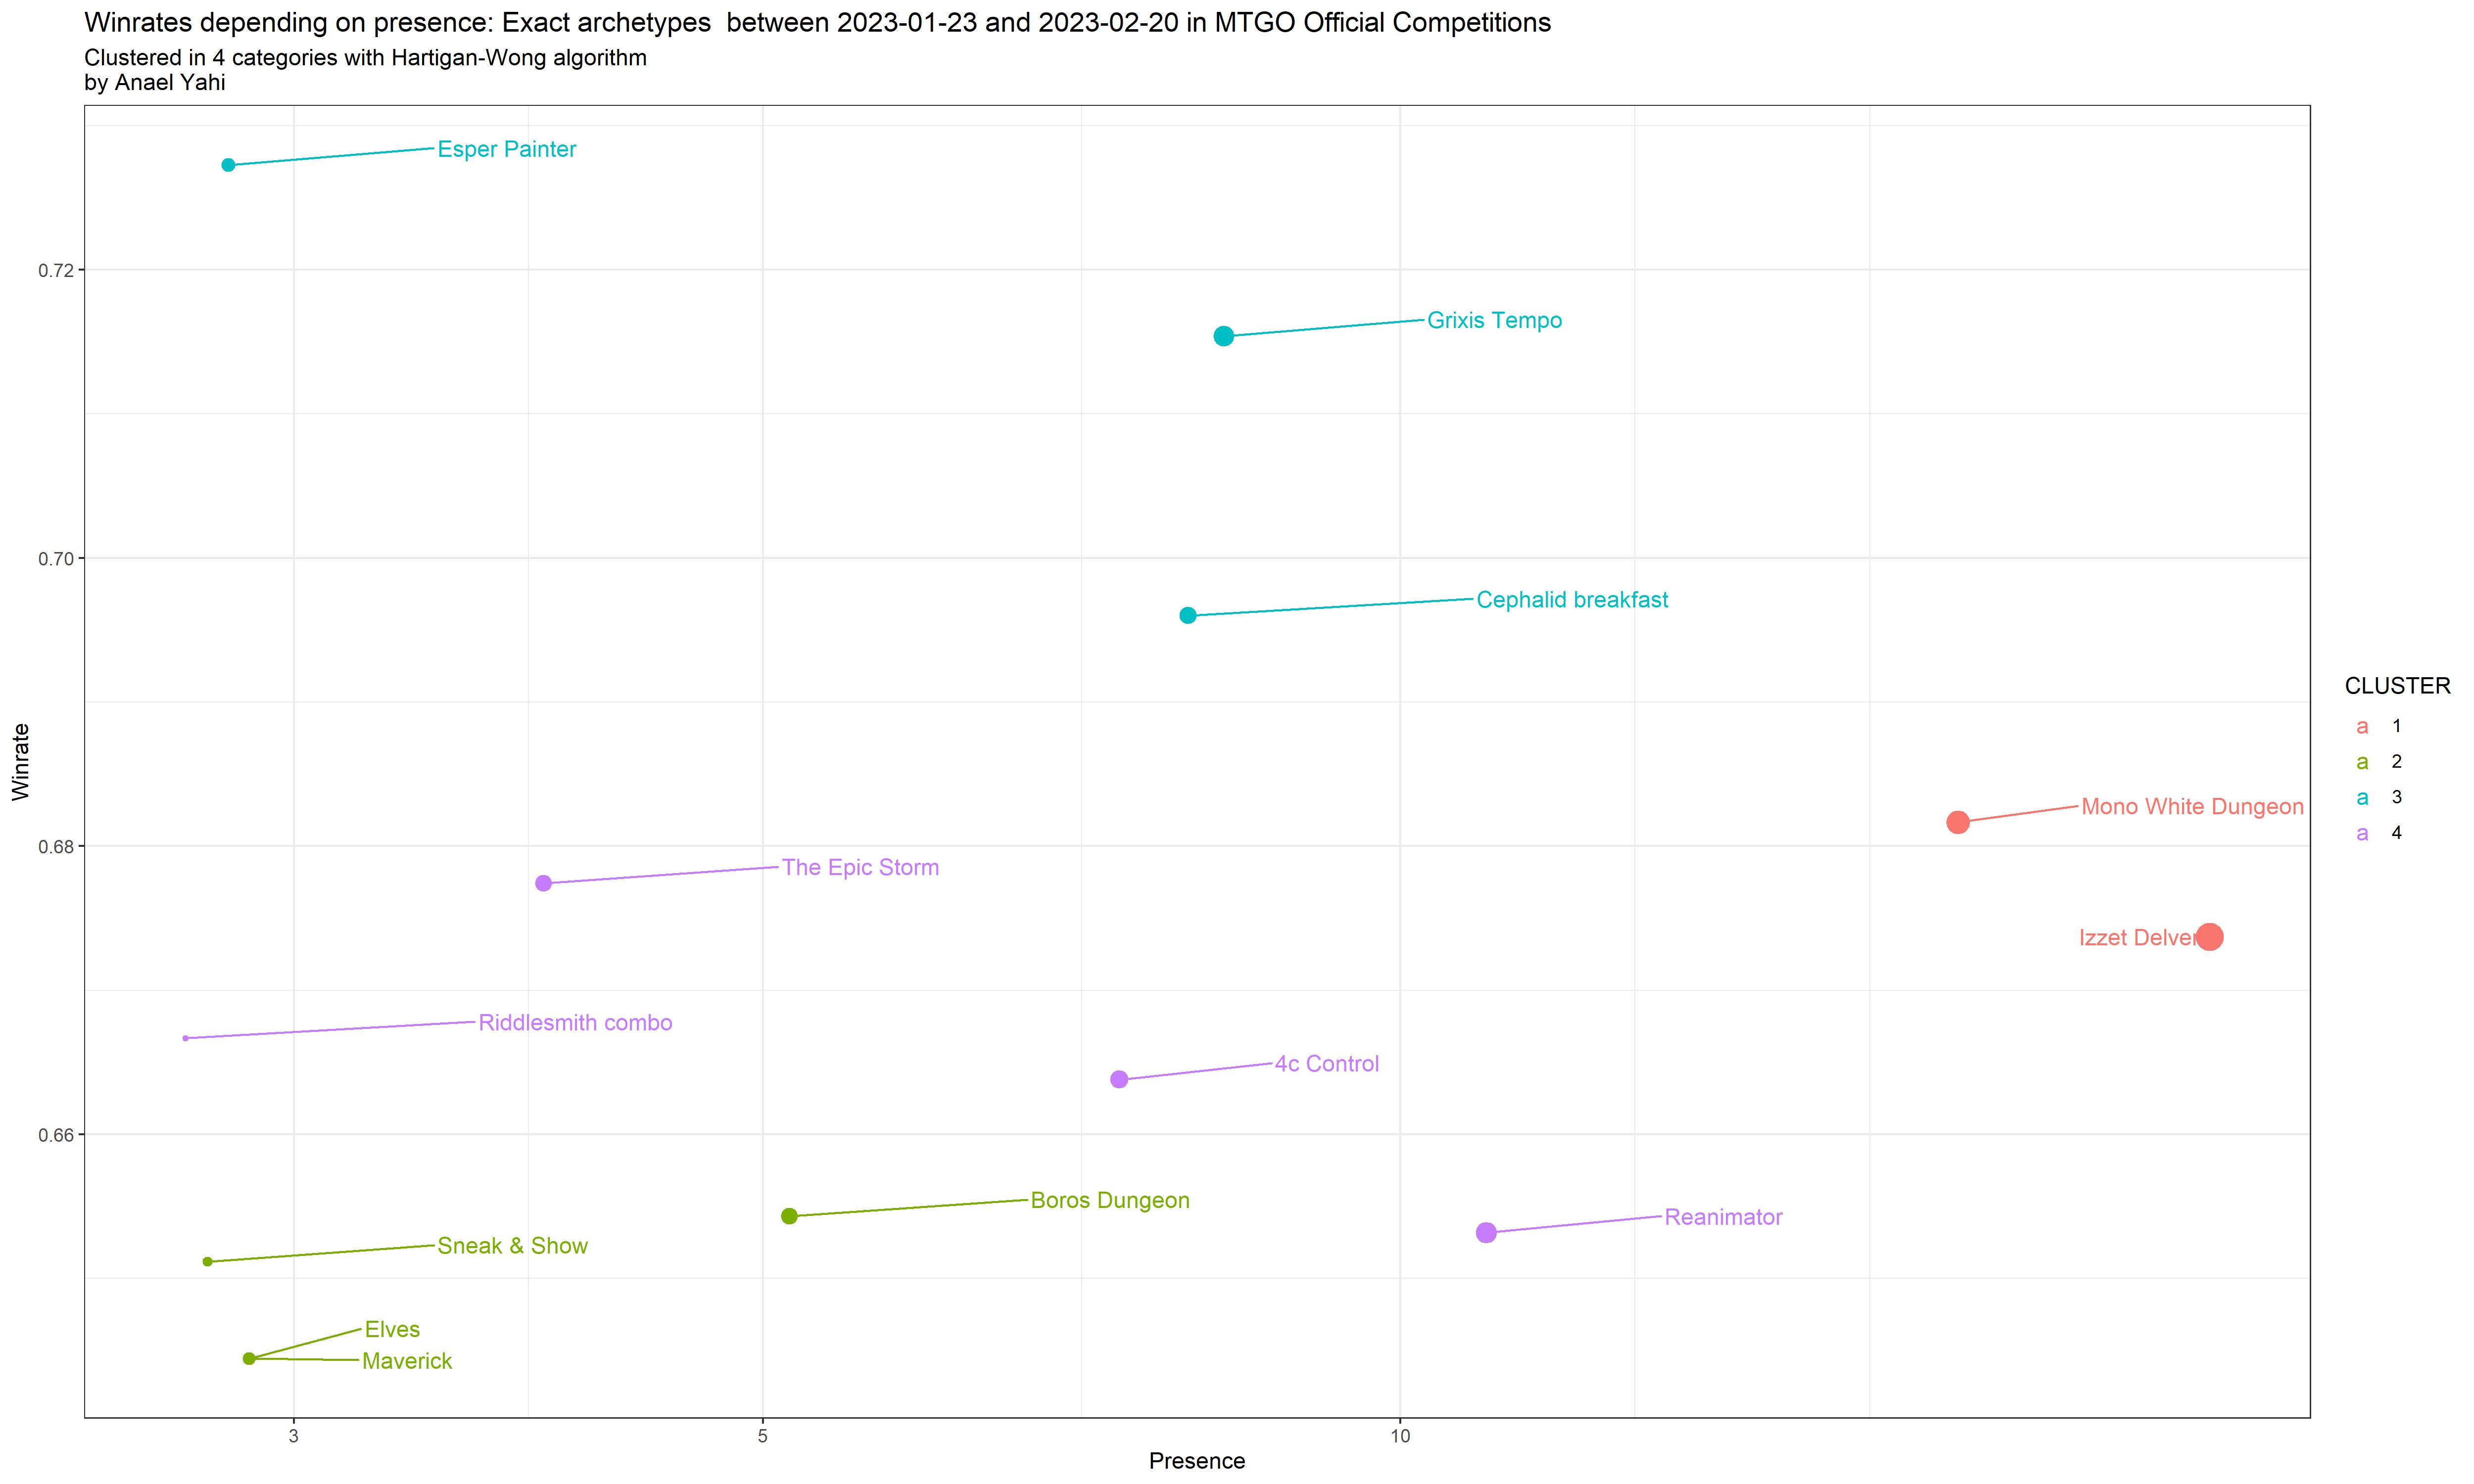 Winrates depending on presence: Exact archetypes  between 2023-01-23 and 2023-02-20 in MTGO Official Competitions
Clustered in 4 categories with Hartigan-Wong algorithm
by Anael Yahi
Esper Painter
0.72
Grixis Tempo
0.70
Cephalid breakfast
Winrate
CLUSTER
a 1
a 2
a 3
a 4
Mono White Dungeon
0.68
The Epic Storm
Izzet Delver
Riddlesmith combo
4c Control
0.66
Boros Dungeon
Reanimator
Sneak & Show
Elves
Maverick
3 5 10
Presence